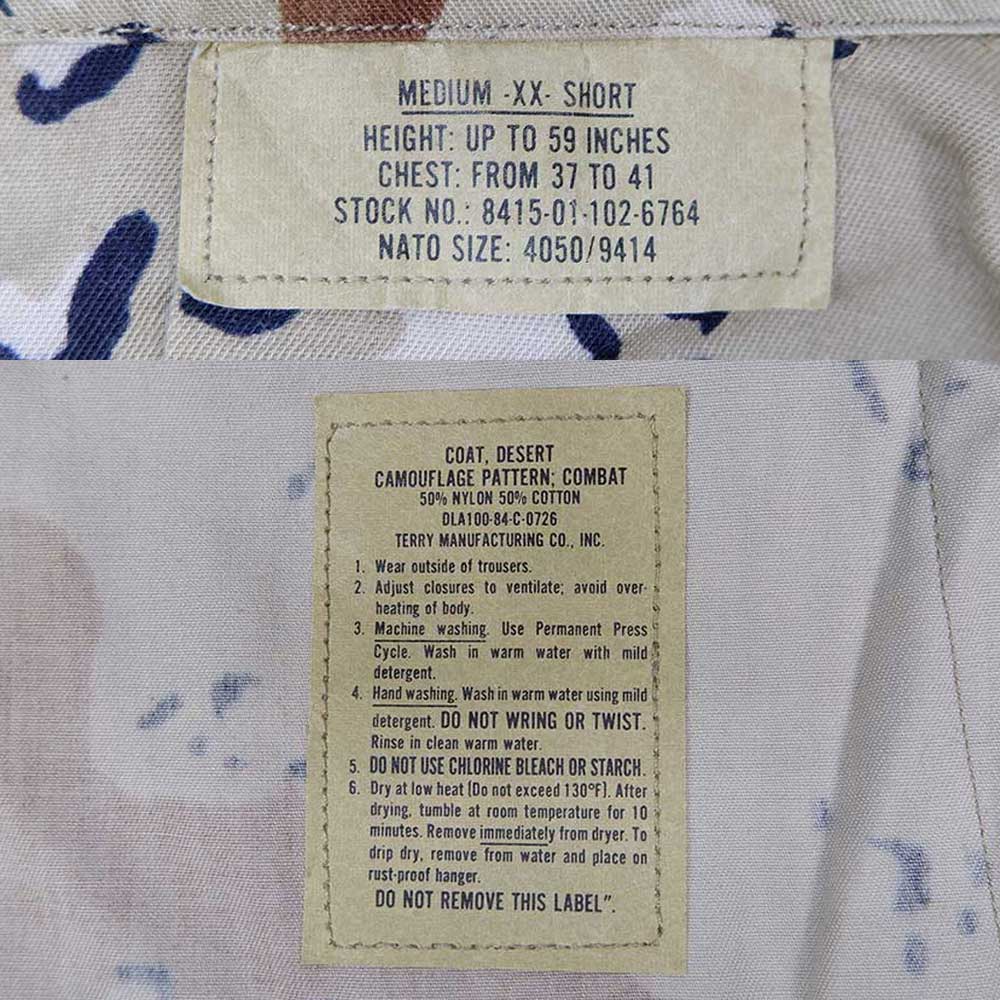 MEDIUM -XX- SHORT
HEIGHT: UP TO 59 INCHES
CHEST: FROM 37 TO 41
STOCK NO.: 8415-01-102-6764
NATO SIZE: 4050/9414
COAT, DESERT
CAMOUFLAGE PATTERN; COMBAT
50% NYLON 50% COTTON
DLA100-84-C-0726
TERRY MANUFACTURING CO., INC.
1. Wear outside of trousers.
2. Adjust closures to ventilate; avoid over-
heating of body.
3. Machine washing. Use Permanent Press
Cycle. Wash in warm water with mild
detergent.
4. Hand washing. Wash in warm water using mild
detergent. DO NOT WRING OR TWIST.
Rinse in clean warm water.
5. DO NOT USE CHLORINE BLEACH OR STARCH.
6. Dry at low heat (Do not exceed 130°F). After
drying, tumble at room temperature for 10
minutes. Remove immediately from dryer. To
drip dry, remove from water and place on
rust-proof hanger.
DO NOT REMOVE THIS LABEL”.